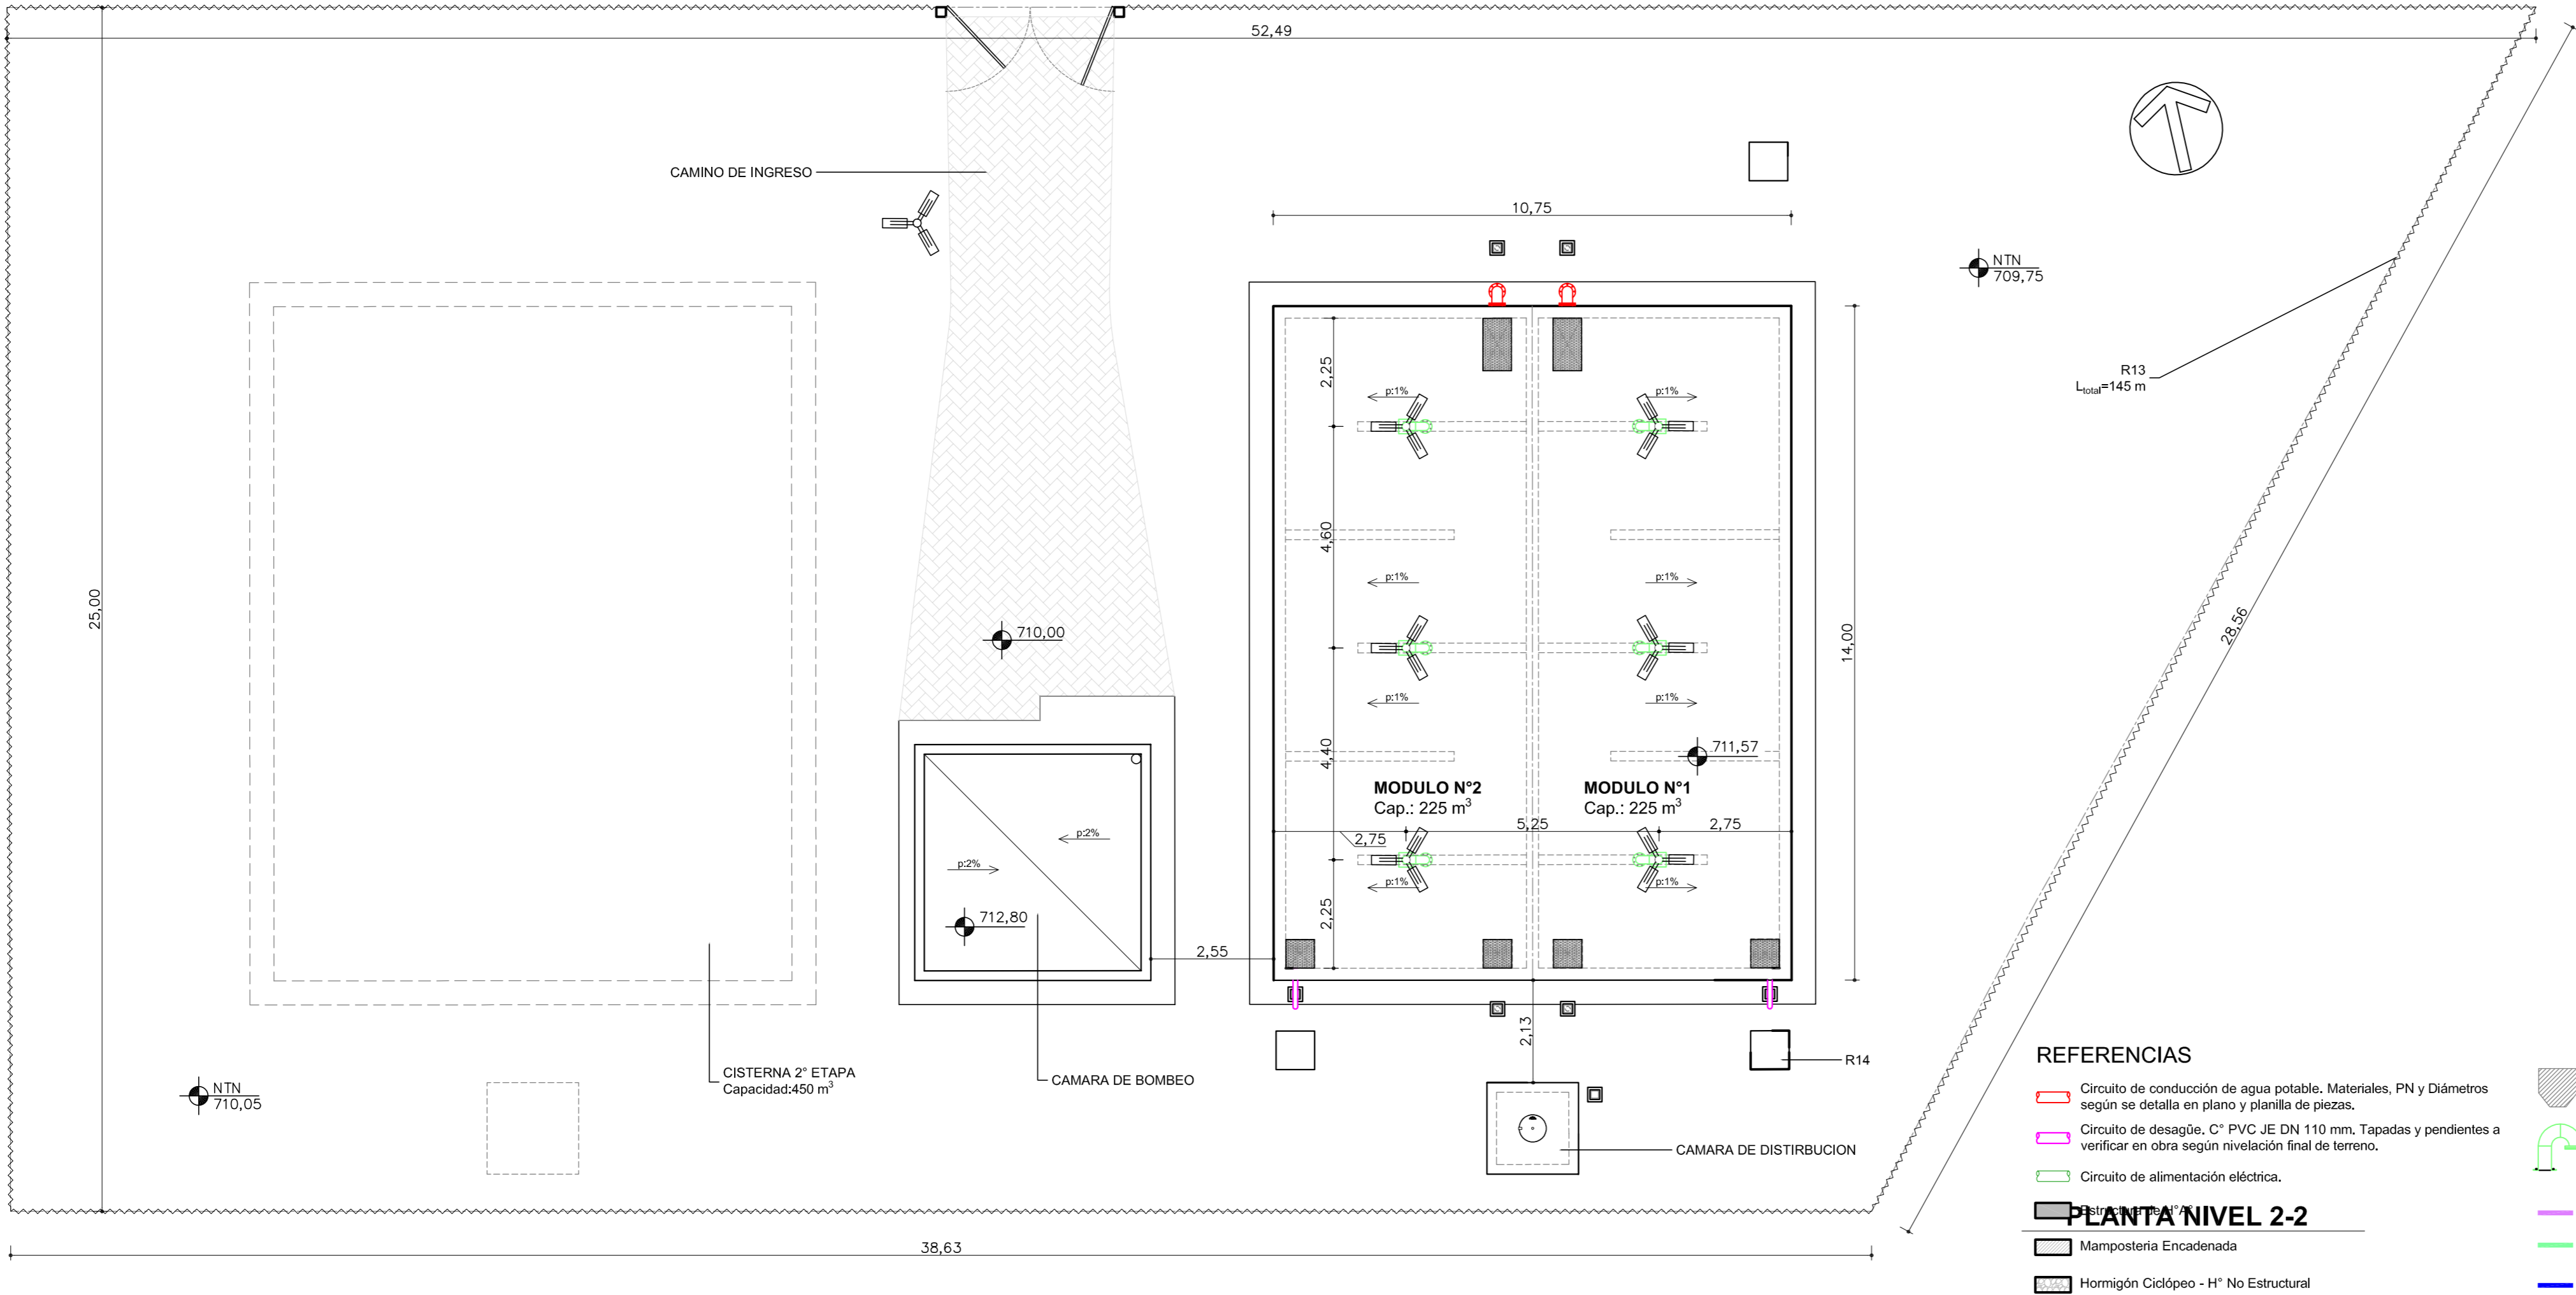 52,49
CAMINO DE INGRESO
10,75
NTN
709,75
R13
Ltotal=145 m
2,25
p:1%
p:1%
4,60
25,00
p:1%
p:1%
28,56
710,00
14,00
p:1%
p:1%
4,40
711,57
MODULO N°2
Cap.: 225 m³
MODULO N°1
Cap.: 225 m³
2,75
5,25
2,75
p:2%
p:2%
p:1%
p:1%
712,80
2,25
2,55
2,13
R14
CISTERNA 2° ETAPA
Capacidad:450 m³
CAMARA DE BOMBEO
NTN
710,05
CAMARA DE DISTIRBUCION
REFERENCIAS
Circuito de conducción de agua potable. Materiales, PN y Diámetros
según se detalla en plano y planilla de piezas.
Circuito de desagüe. C° PVC JE DN 110 mm. Tapadas y pendientes a
verificar en obra según nivelación final de terreno.
Circuito de alimentación eléctrica.
Estructura de H°A°
PLANTA NIVEL 2-2
38,63
Mamposteria Encadenada
Hormigón Ciclópeo - H° No Estructural